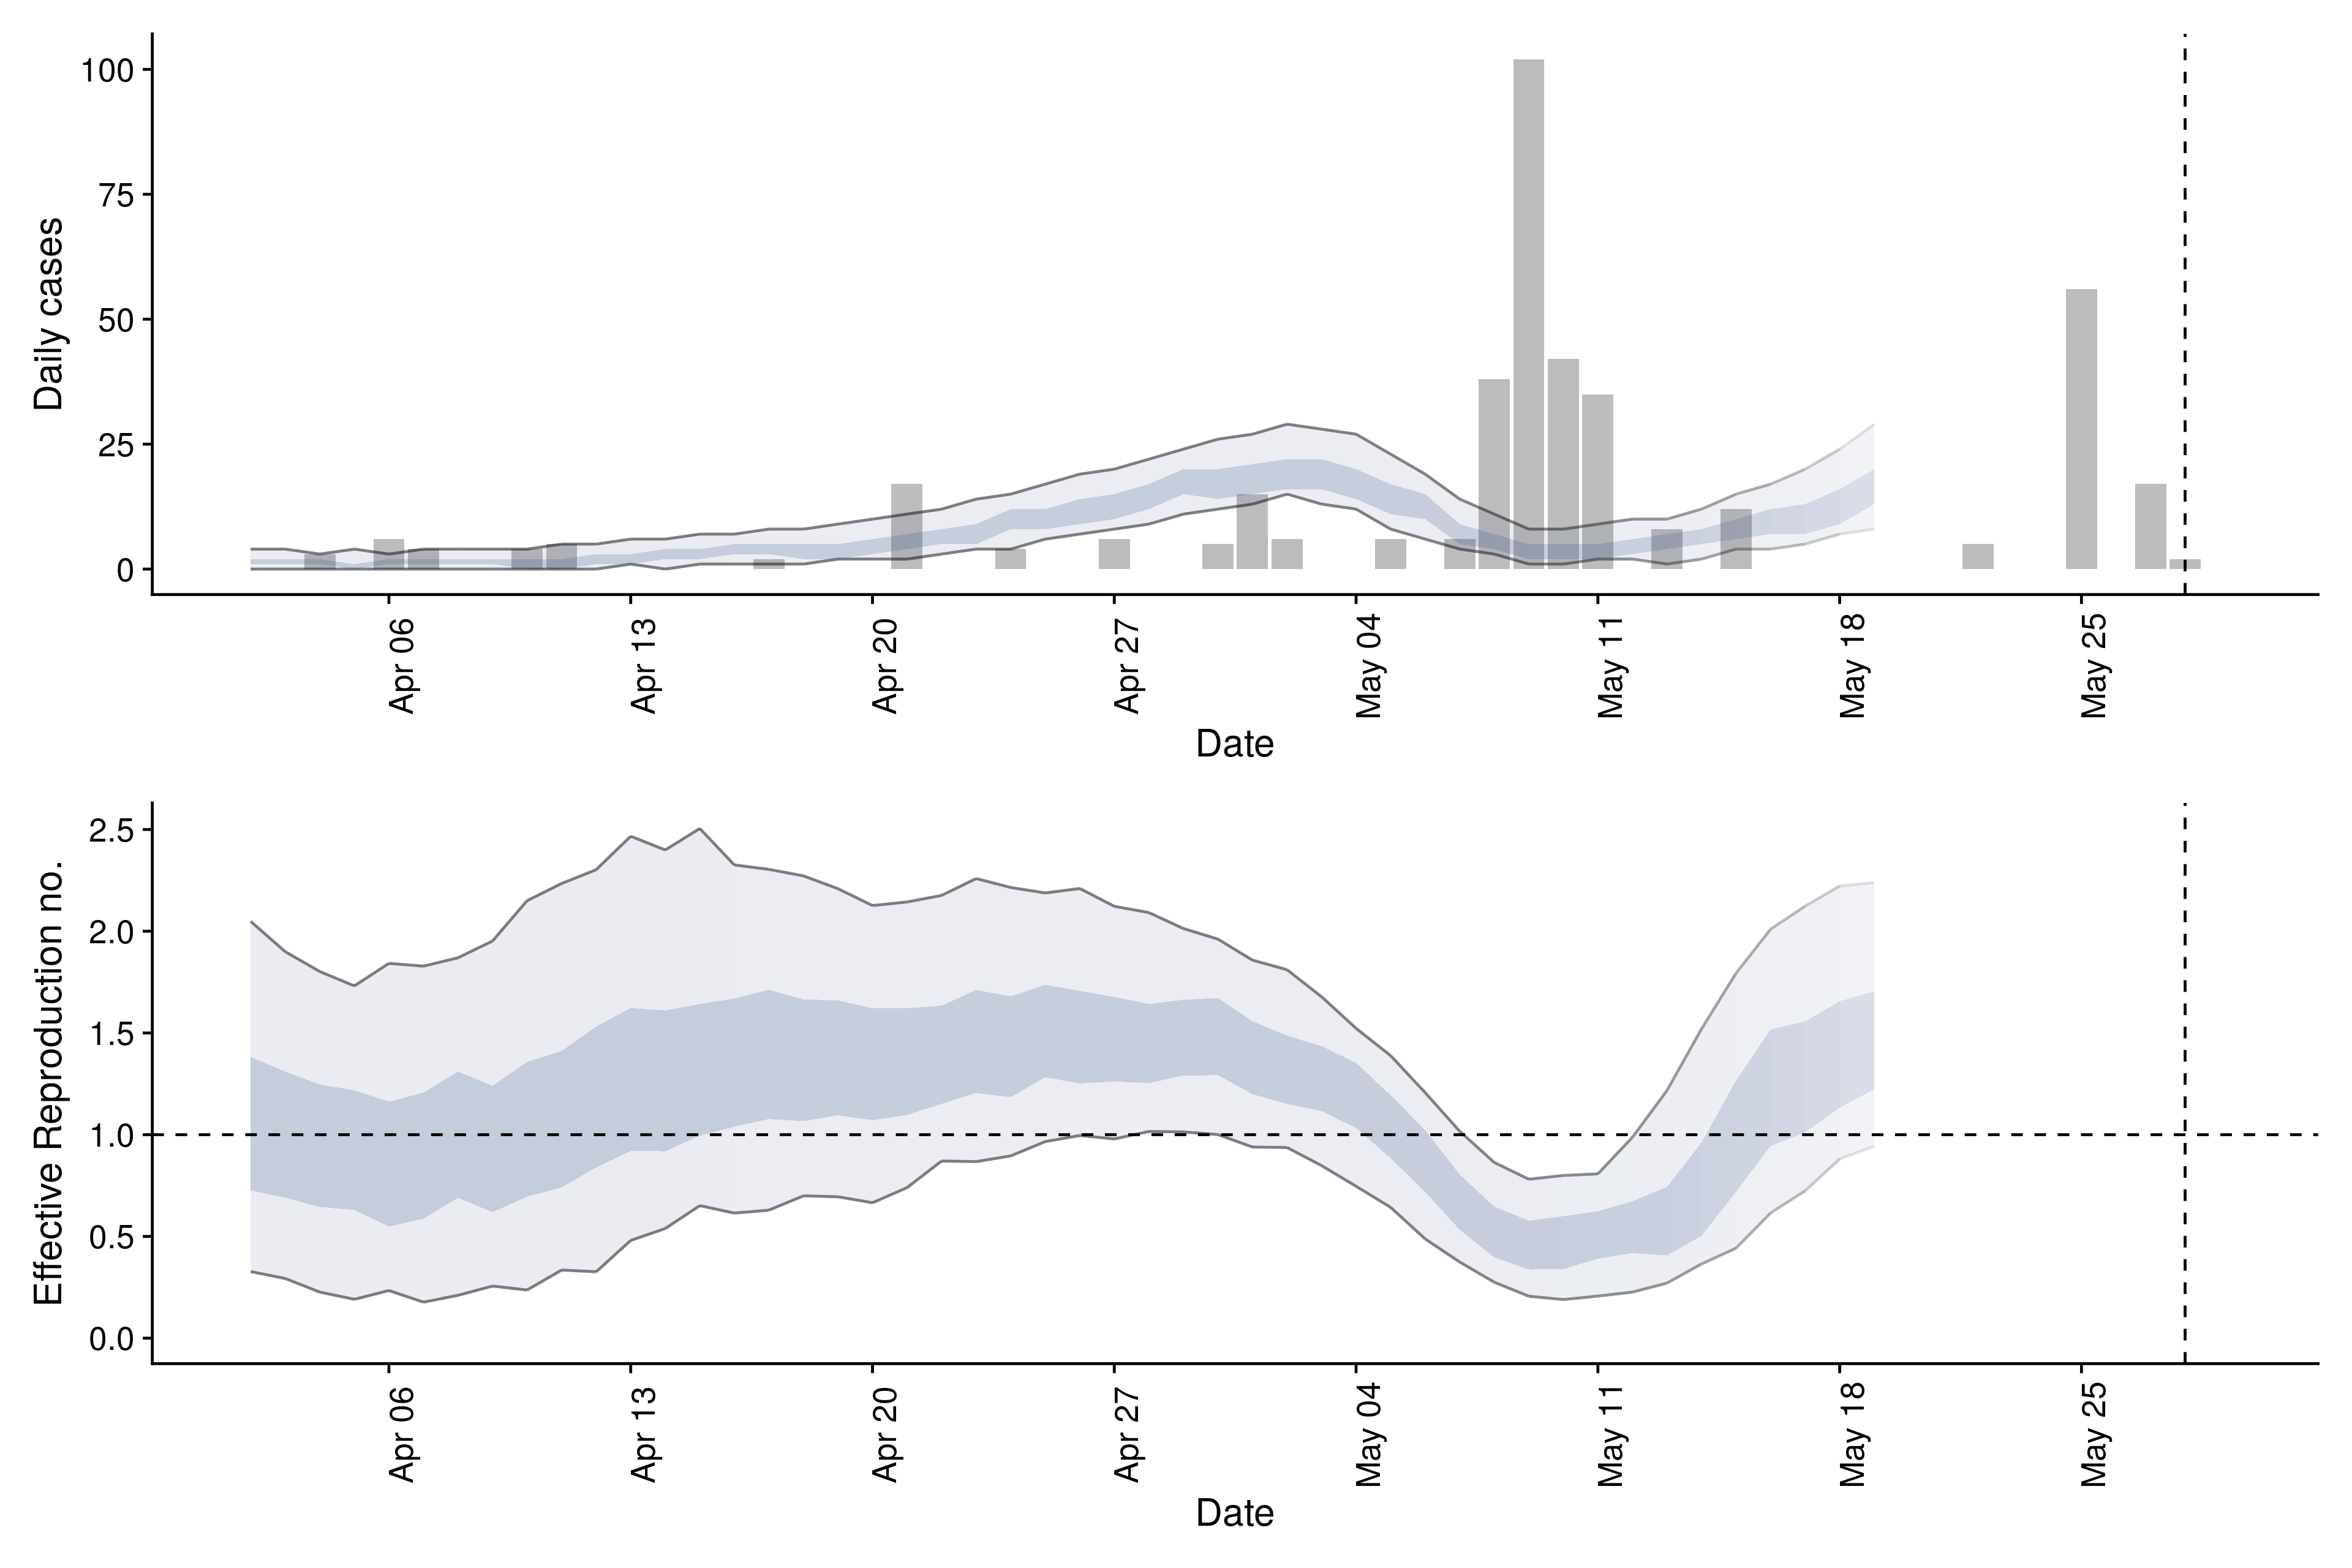 Daily cases
100
75
50
25
0
Apr 06
Apr 13
Apr 20
Apr 27
May 04
May 11
May 18
May 25
Date
Effective Reproduction no.
2.5
2.0
1.5
1.0
0.5
0.0
Apr 06
Apr 13
Apr 20
Apr 27
May 04
May 11
May 18
May 25
Date